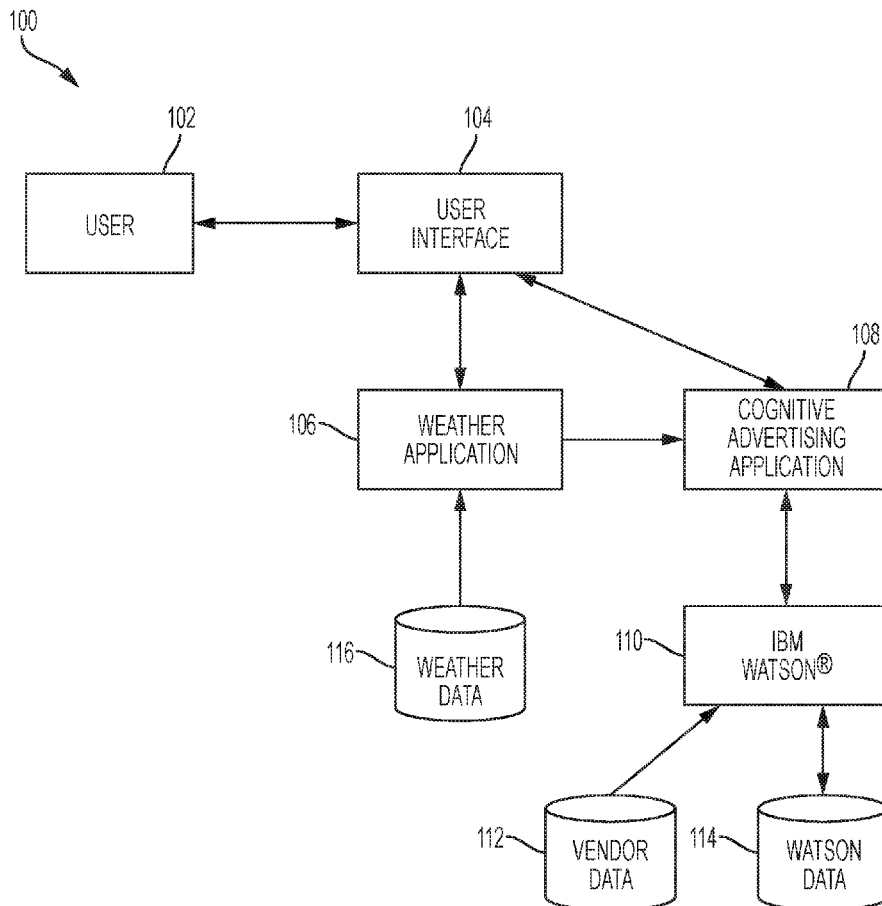 100
102
104
USER
USER
INTERFACE
108
106
WEATHER
APPLICATION
COGNITIVE
ADVERTISING
APPLICATION
116
WEATHER
DATA
110
IBM
WATSON®
112
VENDOR
DATA
114
WATSON
DATA